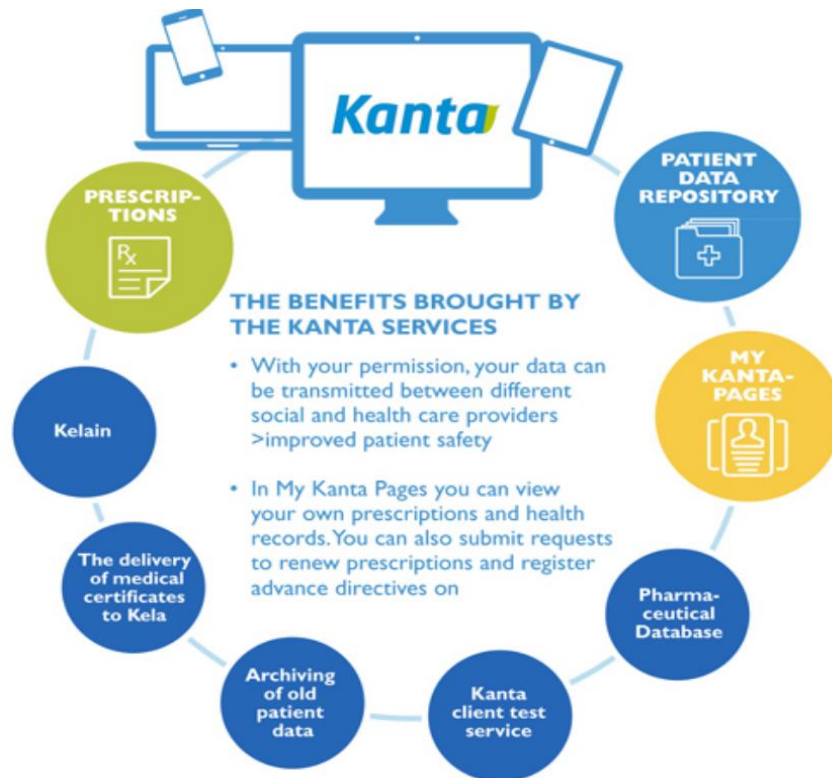 Kanta
PRESCRIP-
TIONS
Rx
PATIENT
DATA
REPOSITORY
THE BENEFITS BROUGHT BY
THE KANTA SERVICES
• With your permission, your data can
be transmitted between different
social and health care providers
>improved patient safety
• In My Kanta Pages you can view
your own prescriptions and health
records. You can also submit requests
to renew prescriptions and register
advance directives on
MY
KANTA-
PAGES
Kelain
The delivery
of medical
certificates
to Kela
Archiving
of old
patient
data
Kanta
client test
service
Pharma-
ceutical
Database